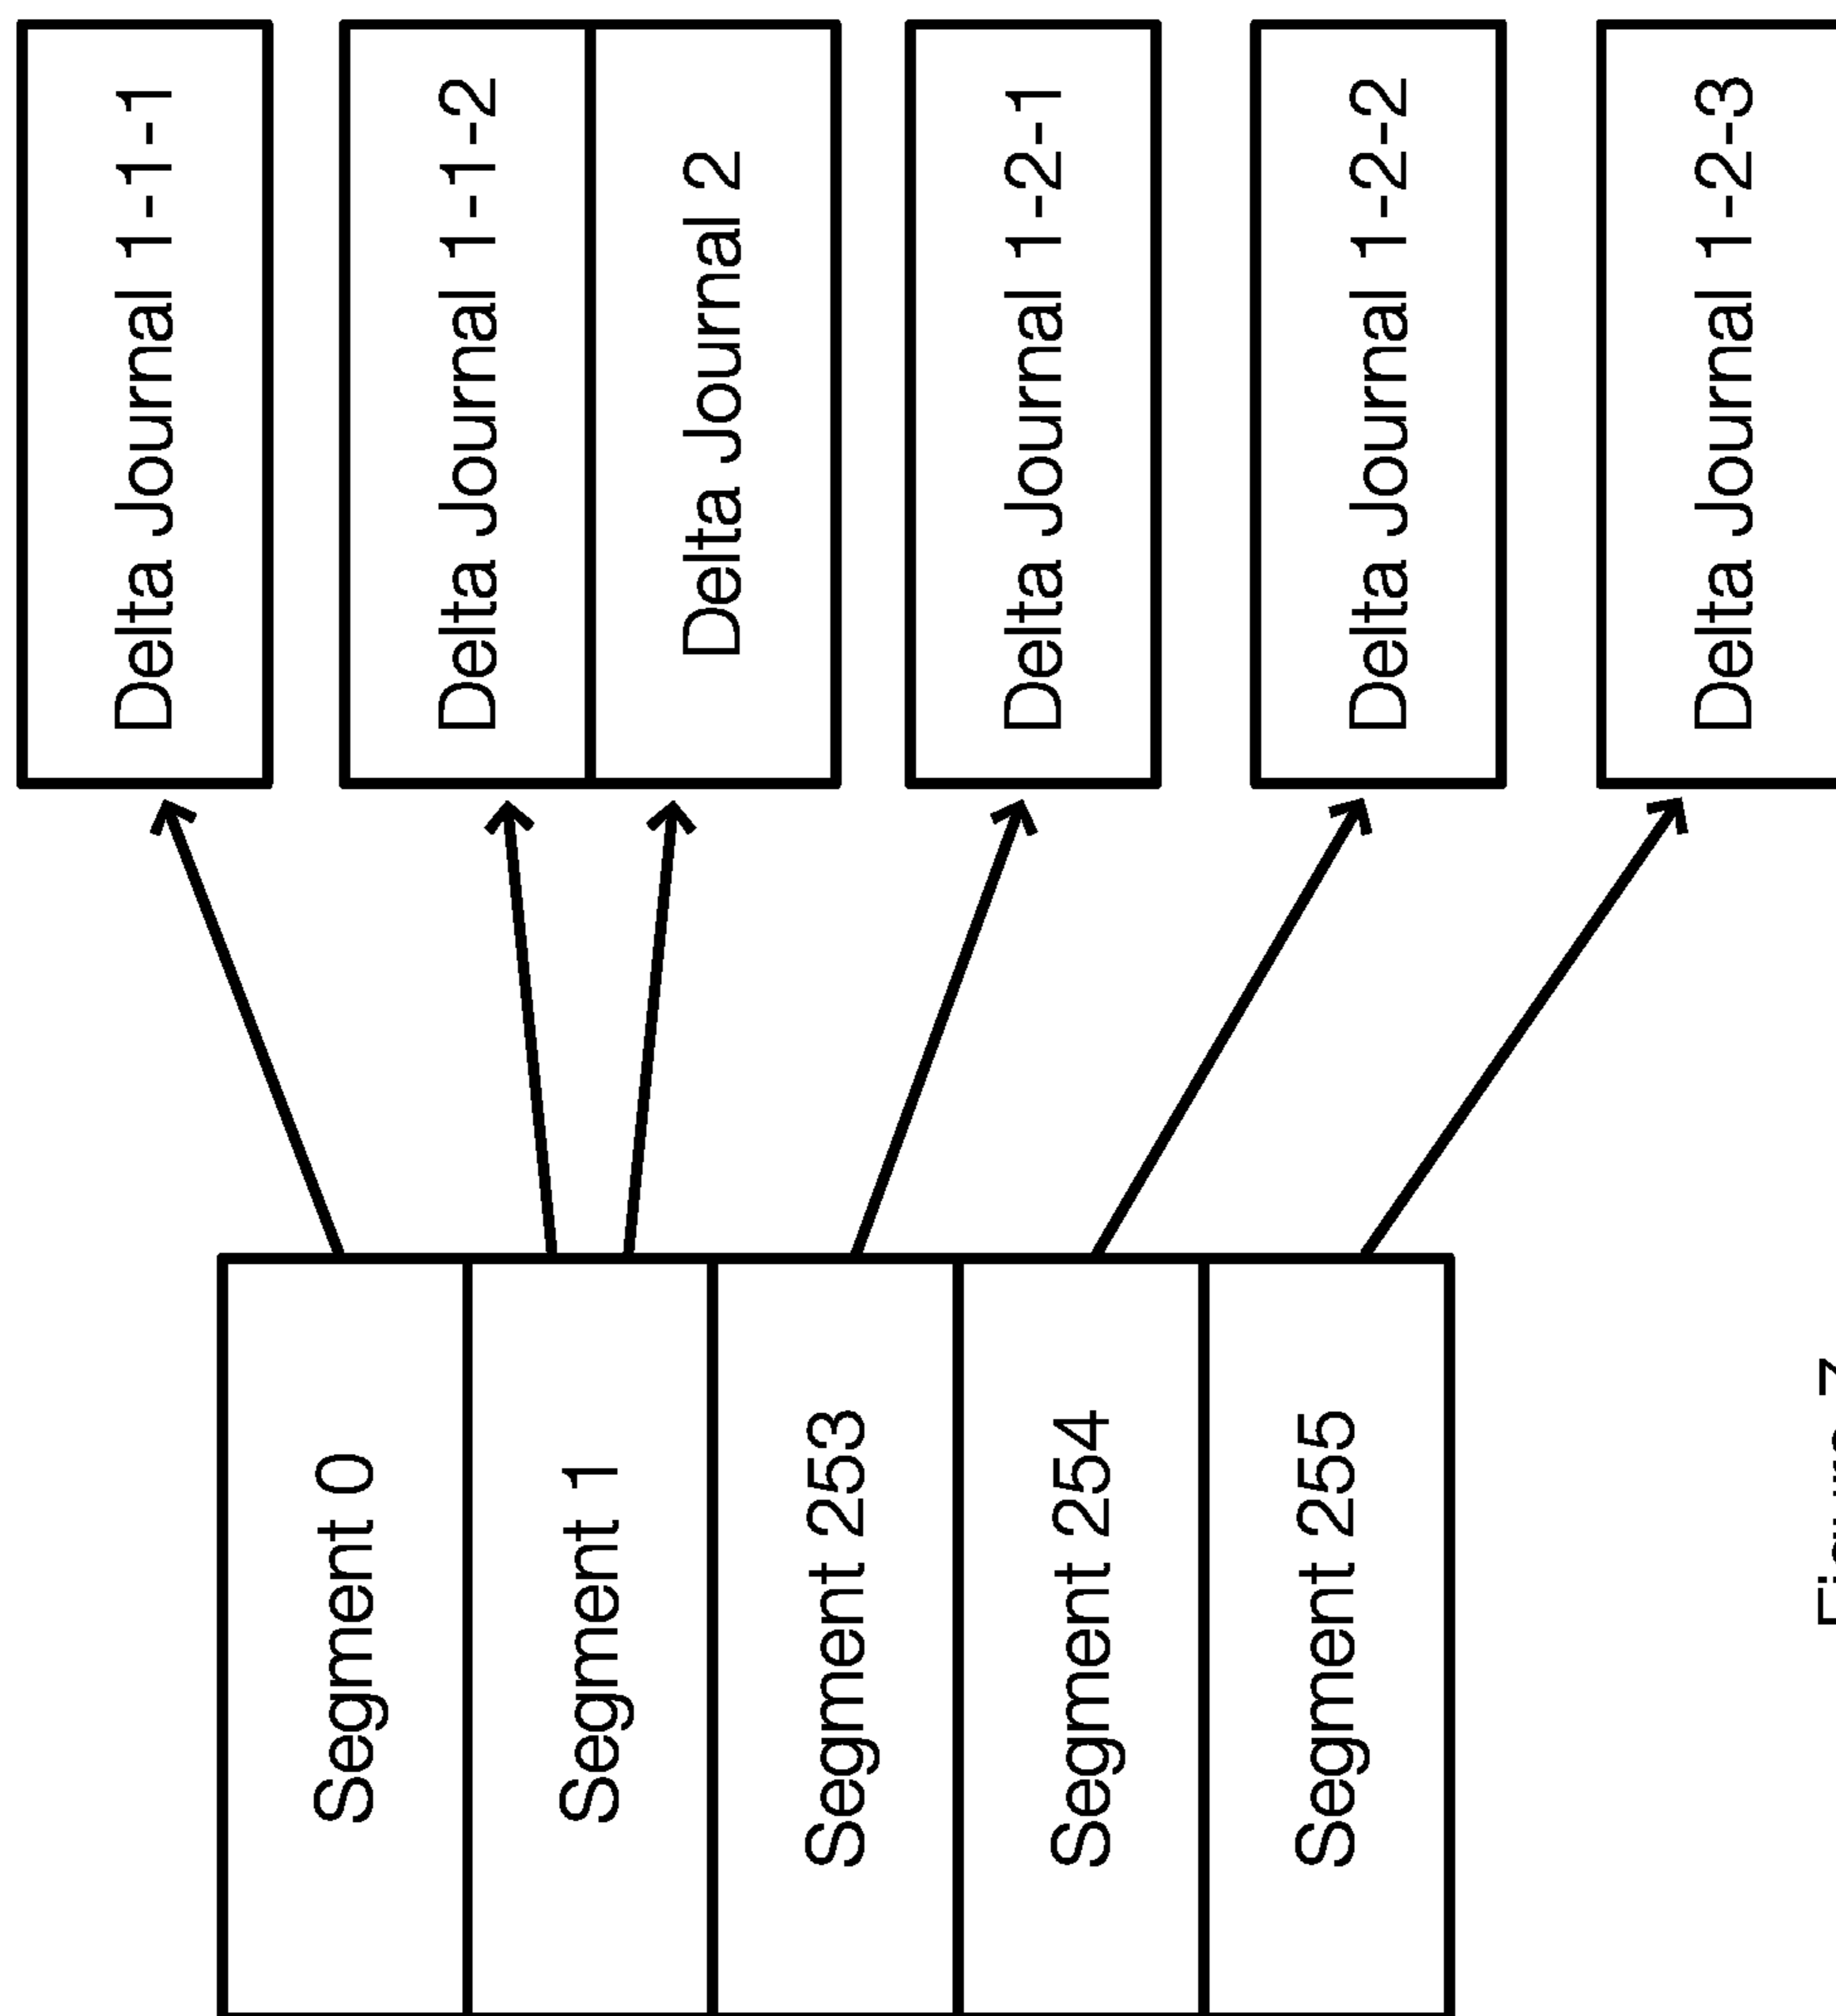 Segment 0
Segment 1
Segment 253
Segment 254
Segment 255
Delta Journal 1-1-1
Delta Journal 1-1-2
Delta Journal 2
Delta Journal 1-2-1
Delta Journal 1-2-2
Delta Journal 1-2-3